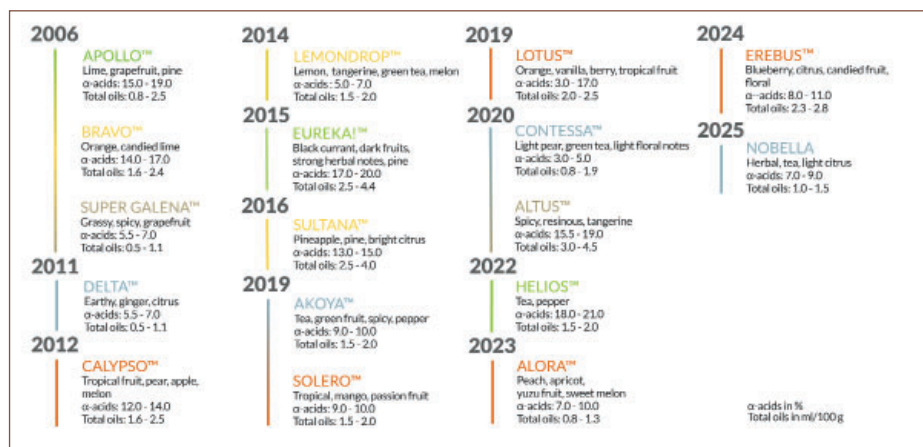 2006
APOLLO™
Lime, grapefruit, pine
α-acids: 15.0 - 19.0
Total oils: 0.8 - 2.5
BRAVO™
Orange, candied lime
α-acids: 14.0 - 17.0
Total oils: 1.6 - 2.4
SUPER GALENA™
Grassy, spicy, grapefruit
α-acids: 5.5 - 7.0
Total oils: 0.5 - 1.1
2011
DELTA™
Earthy, ginger, citrus
α-acids: 5.5 - 7.0
Total oils: 0.5 - 1.1
2012
CALYPSO™
Tropical fruit, pear, apple,
melon
α-acids: 12.0 - 14.0
Total oils: 1.6 - 2.5
2014
LEMONDROP™
Lemon, tangerine, green tea, melon
α-acids : 5.0 - 7.0
Total oils: 1.5 - 2.0
2015
EUREKA!™
Black currant, dark fruits,
strong herbal notes, pine
α-acids: 17.0 - 20.0
Total oils: 2.5 - 4.4
2016
SULTANA™
Pineapple, pine, bright citrus
α-acids: 13.0 - 15.0
Total oils: 2.5 - 4.0
2019
AKOYA™
Tea, green fruit, spicy, pepper
α-acids: 9.0 - 10.0
Total oils: 1.5 - 2.0
SOLERO™
Tropical, mango, passion fruit
α-acids: 9.0 - 10.0
Total oils: 1.5 - 2.0
2019
LOTUS™
Orange, vanilla, berry, tropical fruit
α-acids: 3.0 - 17.0
Total oils: 2.0 - 2.5
2020
CONTESSA™
Light pear, green tea, light floral notes
α-acids: 3.0 - 5.0
Total oils: 0.8 - 1.9
ALTUS™
Spicy, resinous, tangerine
α-acids: 15.5 - 19.0
Total oils: 3.0 - 4.5
2022
HELIOS™
Tea, pepper
α-acids: 18.0 - 21.0
Total oils: 1.5 - 2.0
2023
ALORA™
Peach, apricot,
yuzu fruit, sweet melon
α-acids: 7.0 - 10.0
Total oils: 0.8 - 1.3
2024
EREBUS™
Blueberry, citrus, candied fruit,
floral
α--acids: 8.0 - 11.0
Total oils: 2.3 - 2.8
2025
NOBELLA
Herbal, tea, light citrus
α-acids: 7.0 - 9.0
Total oils: 1.0 - 1.5
α-acids in %
Total oils in ml/100 g